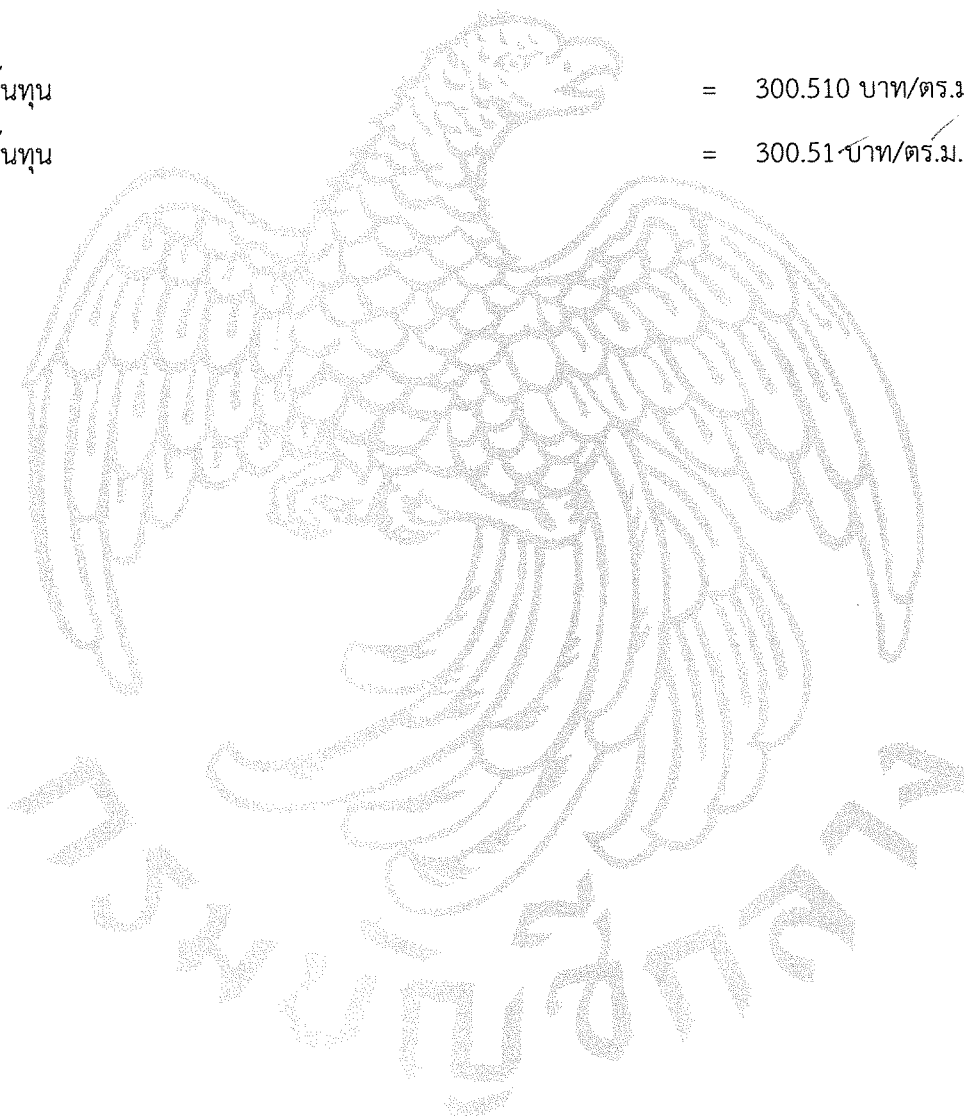 ้นทุน = 300.510 บาท/ตร.ม
้นทุน = 300.51 บาท/ตร.ม.
กรมบัญชีกลาง